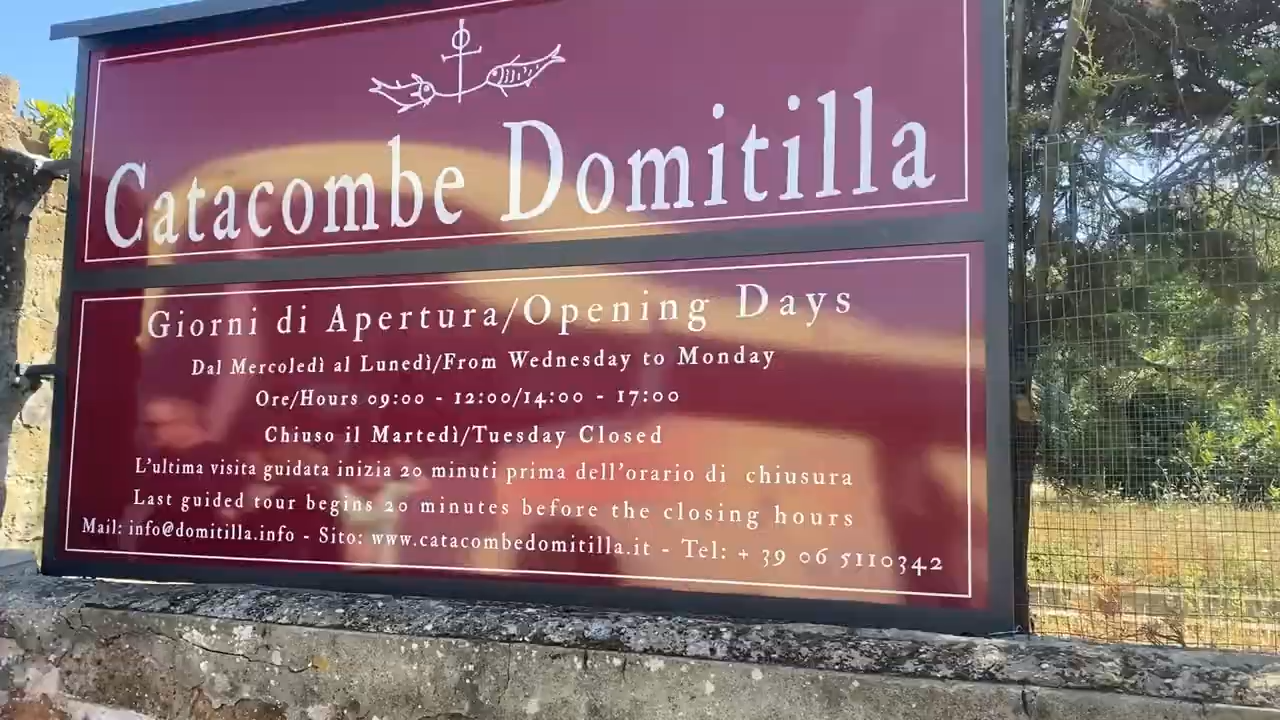 Catacombe Domitilla
Giorni di Apertura/Opening Days
Dal Mercoledì al Lunedì/From Wednesday to Monday
Ore/Hours 09:00 - 12:00/14:00 - 17:00
Chiuso il Martedì/Tuesday Closed
L'ultima visita guidata inizia 20 minuti prima dell'orario di chiusura
Last guided tour begins 20 minutes before the closing hours
Mail: info@domitilla.info - Sito: www.catacombedomitilla.it - Tel: + 39 06 5110342